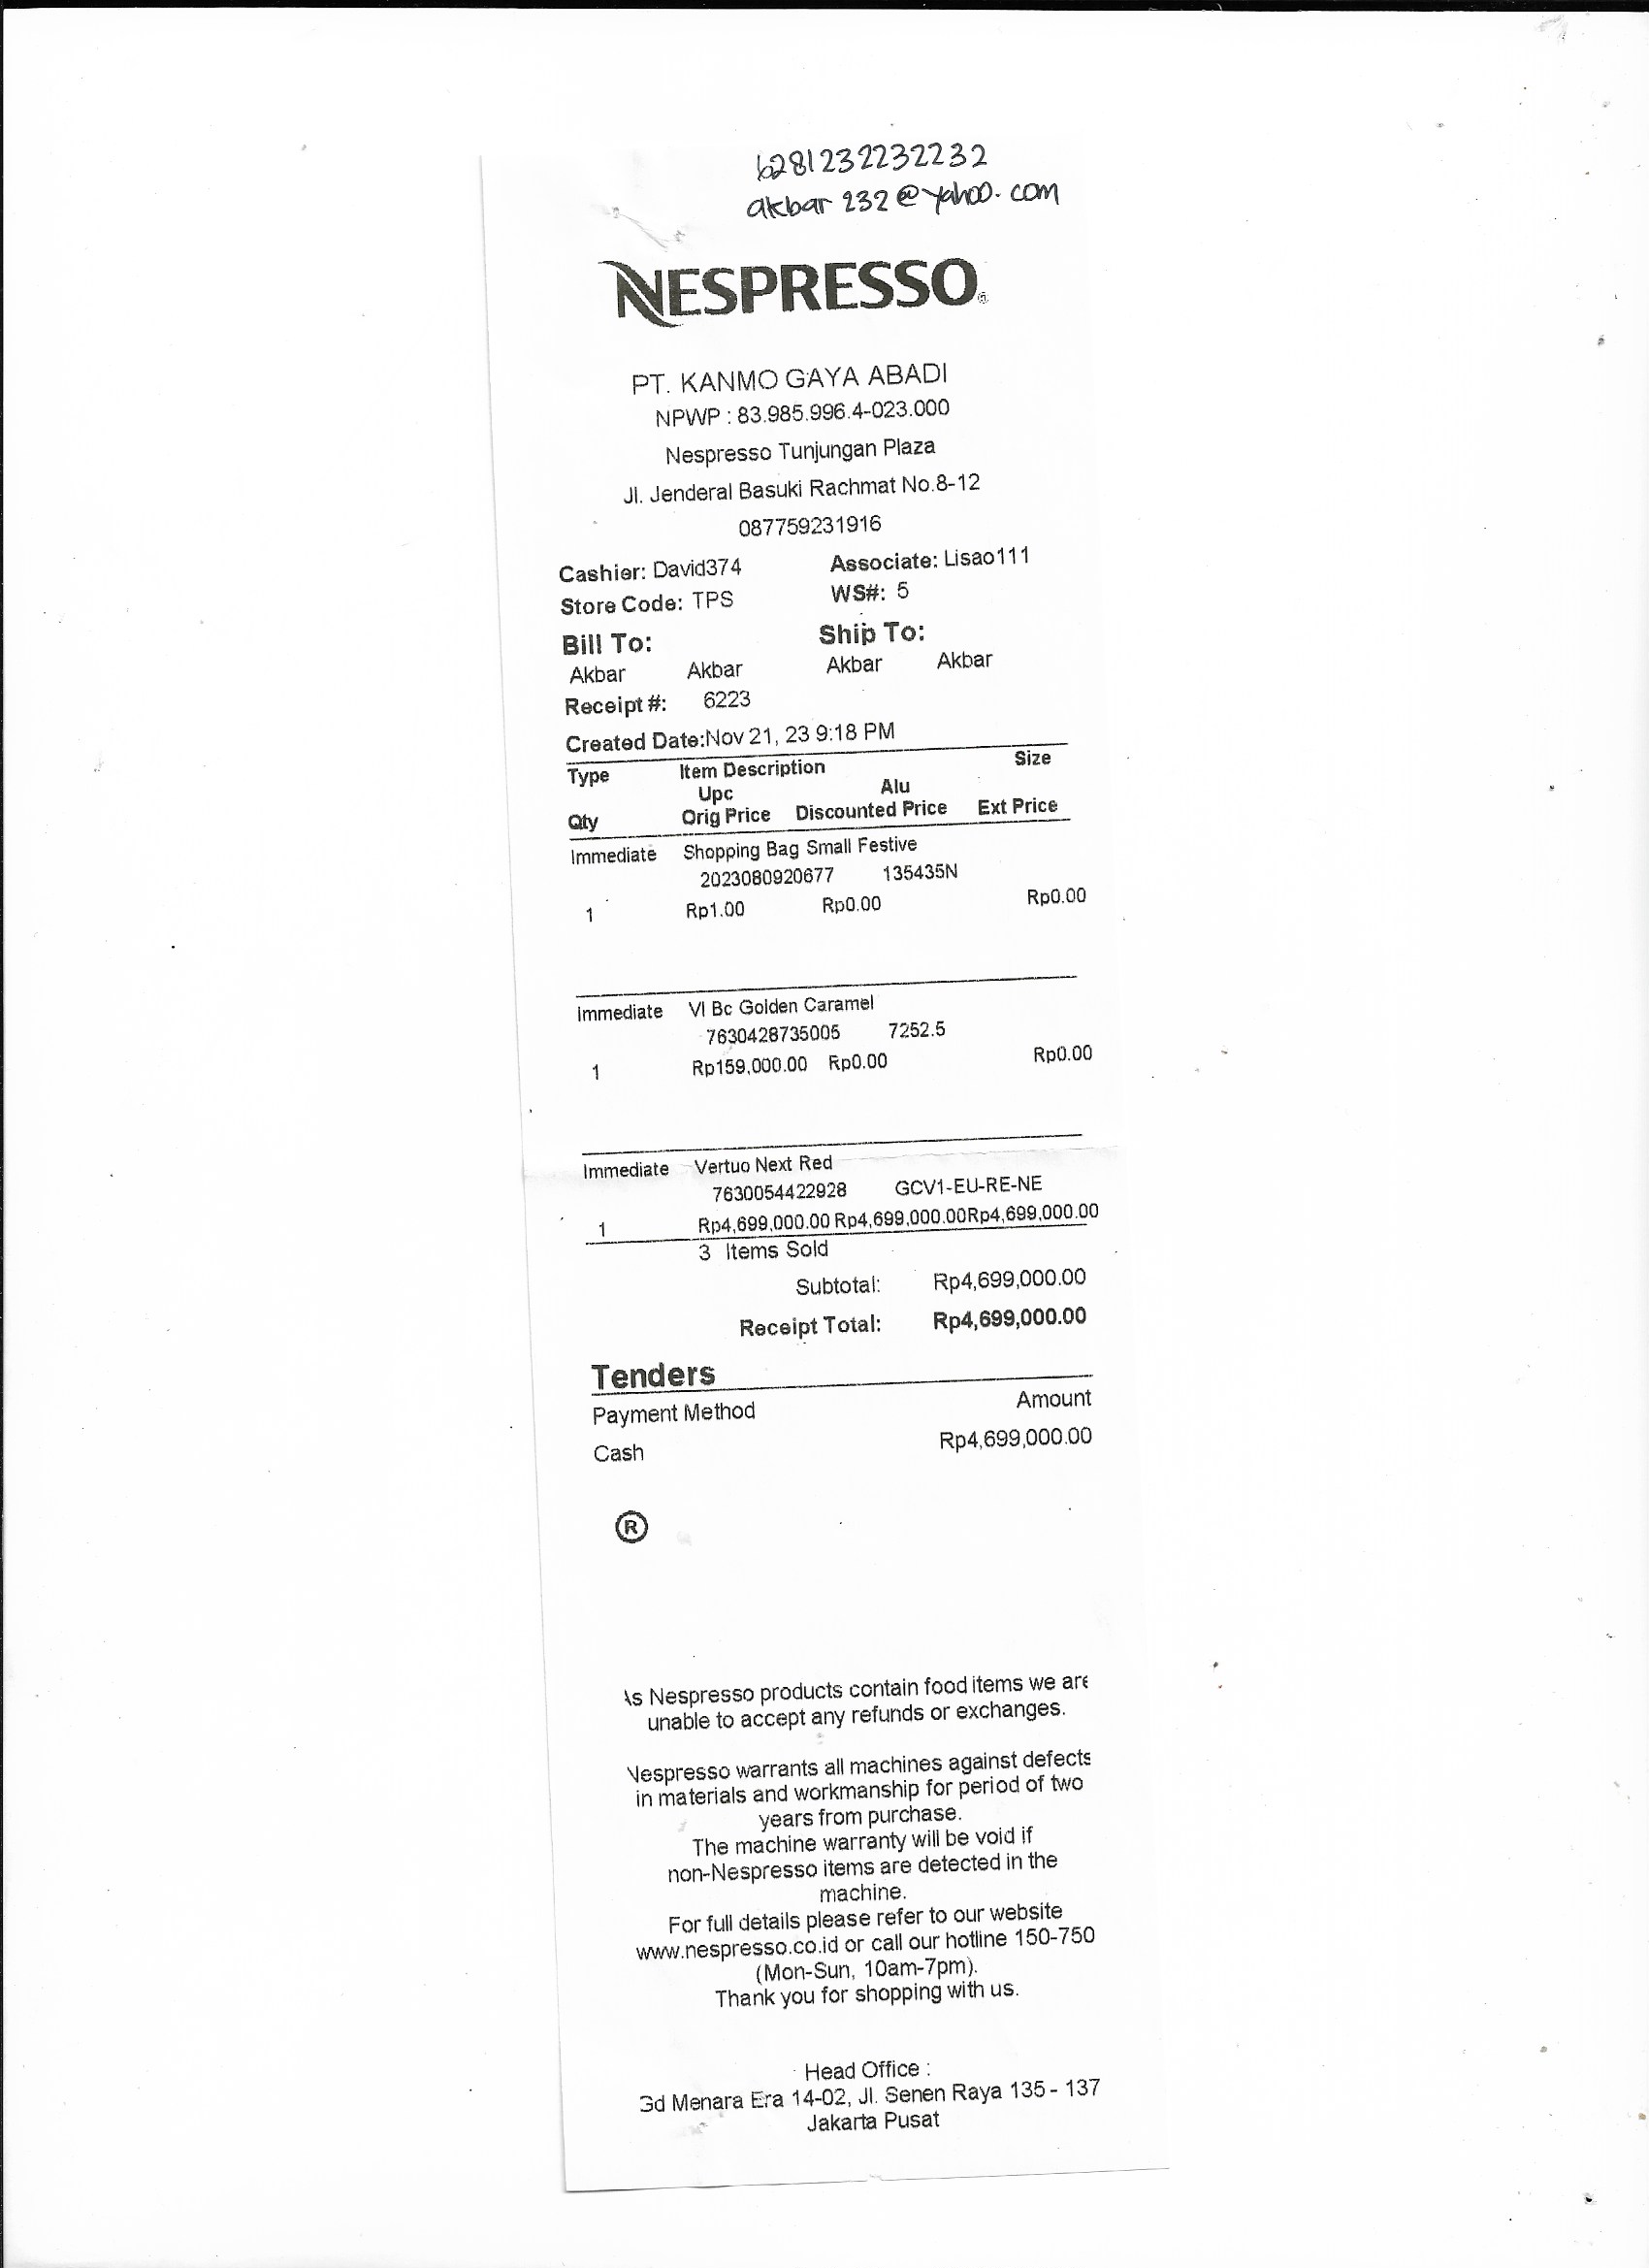 6281232232232
akbar 232@yahoo.com
NESPRESSO®
PT. KANMO GAYA ABADI
NPWP : 83.985.996.4-023.000
Nespresso Tunjungan Plaza
Jl. Jenderal Basuki Rachmat No.8-12
087759231916
Cashier: David374 Associate: Lisao111
Store Code: TPS WS#: 5
Bill To: Ship To:
Akbar Akbar Akbar Akbar
Receipt #: 6223
Created Date:Nov 21, 23 9:18 PM
Type Item Description Size
Upc Alu
Qty Orig Price Discounted Price Ext Price
Immediate Shopping Bag Small Festive
2023080920677 135435N
1 Rp1.00 Rp0.00 Rp0.00
Immediate Vl Bc Golden Caramel
7630428735005 7252.5
1 Rp159,000.00 Rp0.00 Rp0.00
Immediate Vertuo Next Red
7630054422928 GCV1-EU-RE-NE
1 Rp4,699,000.00 Rp4,699,000.00Rp4,699,000.00
3 Items Sold
Subtotal: Rp4,699,000.00
Receipt Total: Rp4,699,000.00
Tenders
Payment Method Amount
Cash Rp4,699,000.00
®
As Nespresso products contain food items we are
unable to accept any refunds or exchanges.
Nespresso warrants all machines against defects
in materials and workmanship for period of two
years from purchase.
The machine warranty will be void if
non-Nespresso items are detected in the
machine.
For full details please refer to our website
www.nespresso.co.id or call our hotline 150-750
(Mon-Sun, 10am-7pm).
Thank you for shopping with us.
Head Office :
Gd Menara Era 14-02, Jl. Senen Raya 135 - 137
Jakarta Pusat